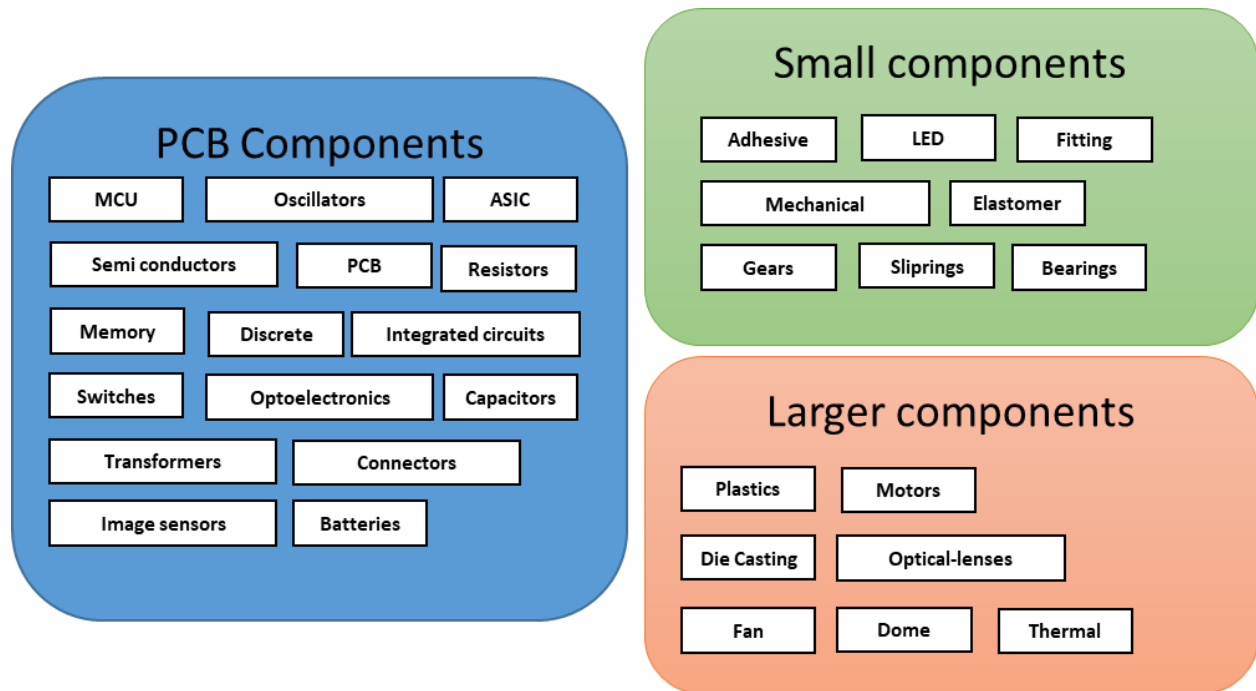 PCB Components
MCU
Oscillators
ASIC
Semi conductors
PCB
Resistors
Memory
Discrete
Integrated circuits
Switches
Optoelectronics
Capacitors
Transformers
Connectors
Image sensors
Batteries
Small components
Adhesive
LED
Fitting
Mechanical
Elastomer
Gears
Sliprings
Bearings
Larger components
Plastics
Motors
Die Casting
Optical-lenses
Fan
Dome
Thermal